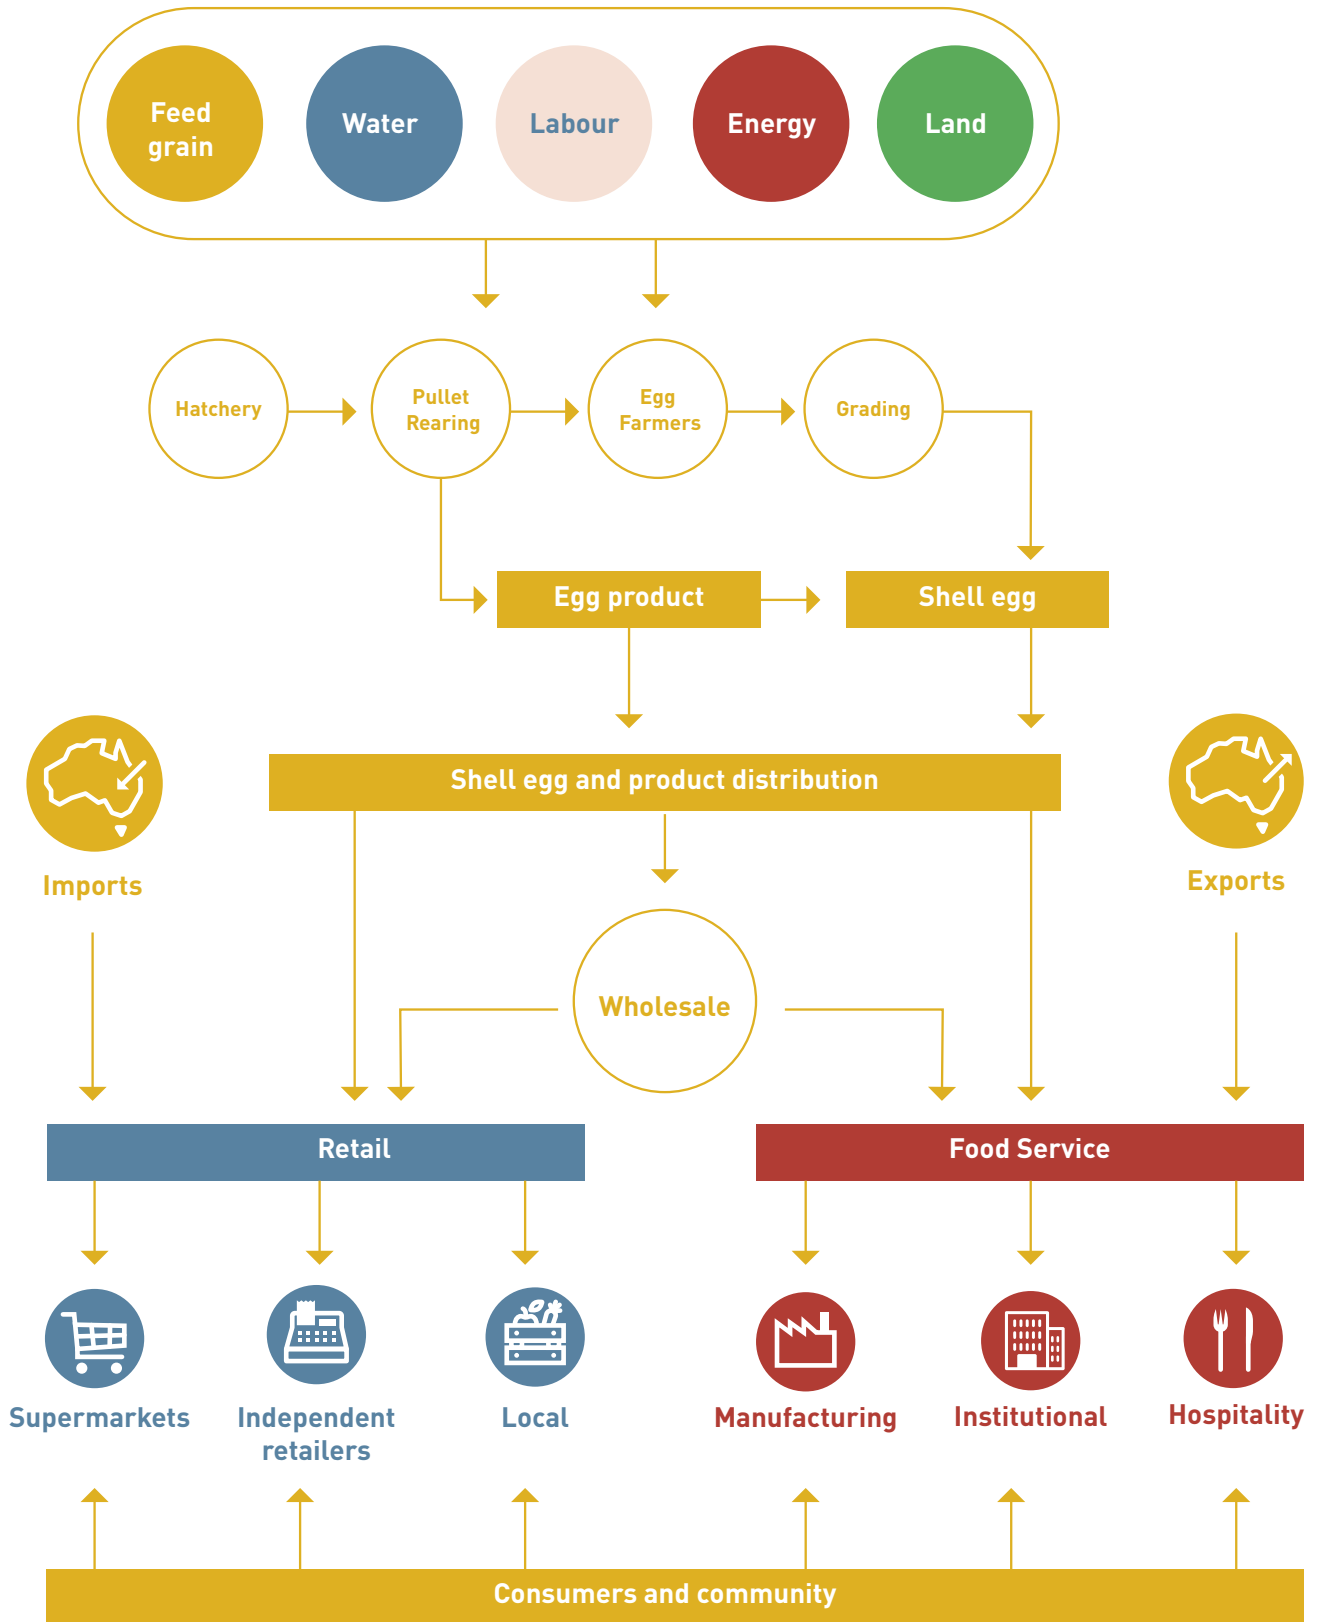 Feed
grain
Water
Labour
Energy
Land
Hatchery
Pullet
Rearing
Egg
Farmers
Grading
Egg product
Shell egg
Shell egg and product distribution
Imports
Exports
Wholesale
Retail
Food Service
Supermarkets
Independent
retailers
Local
Manufacturing
Institutional
Hospitality
Consumers and community